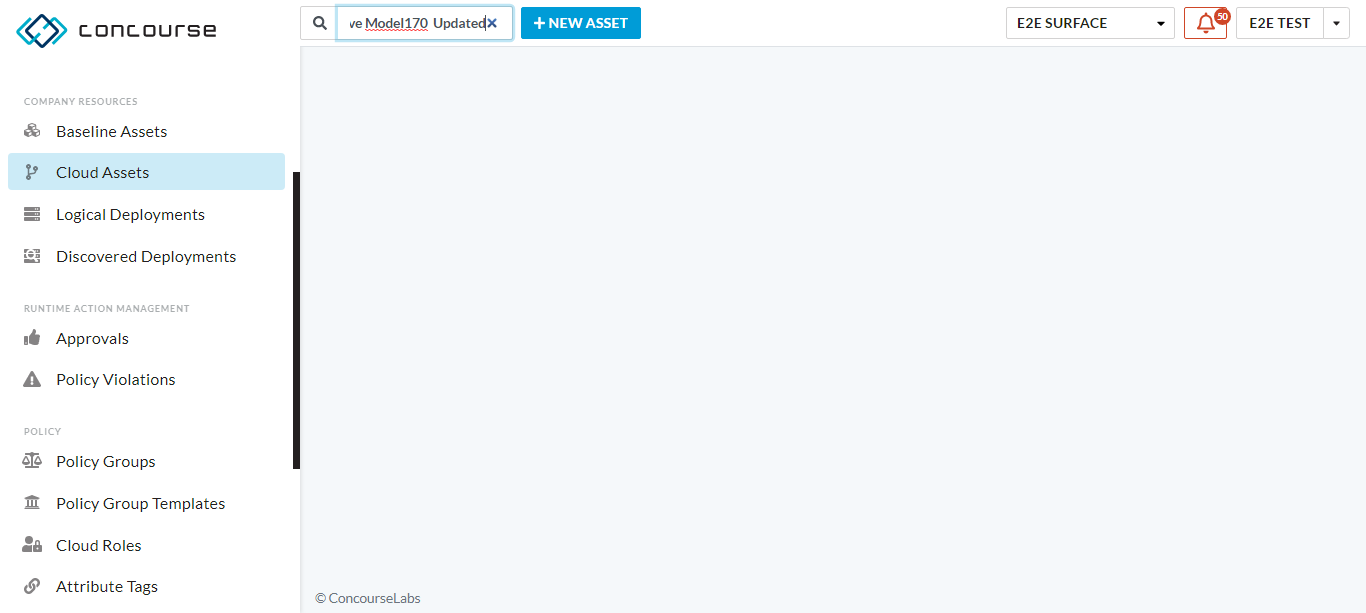 concourse
ve Model170 Updated
+ NEW ASSET
E2E SURFACE
50
E2E TEST
COMPANY RESOURCES
Baseline Assets
Cloud Assets
Logical Deployments
Discovered Deployments
RUNTIME ACTION MANAGEMENT
Approvals
Policy Violations
POLICY
Policy Groups
Policy Group Templates
Cloud Roles
Attribute Tags
© ConcourseLabs